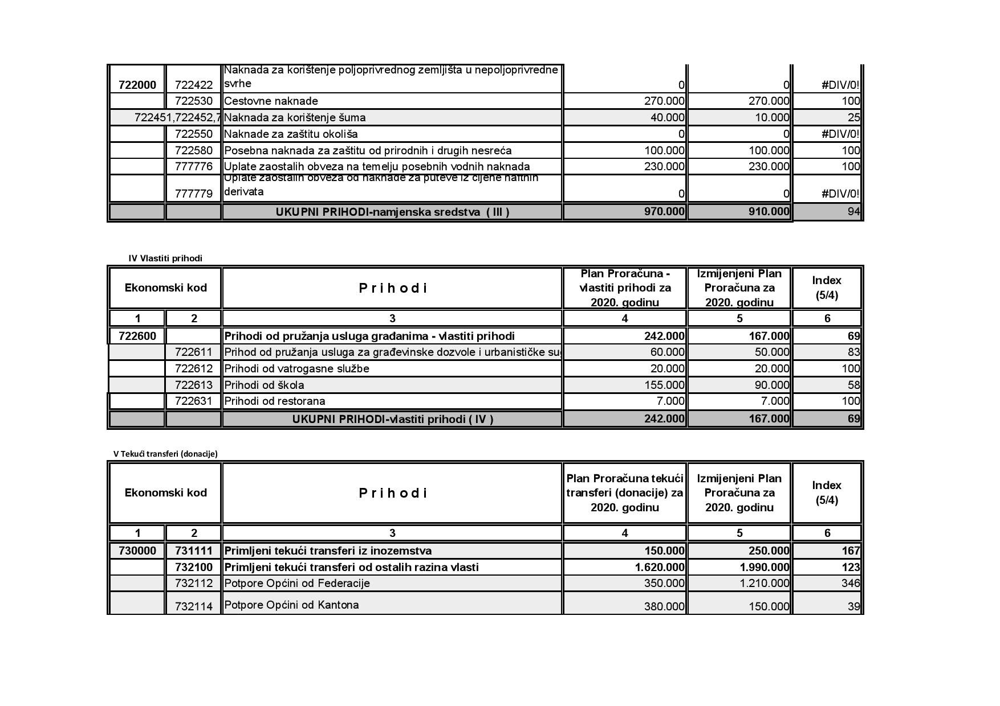 Naknada za korištenje poljoprivrednog zemljišta u nepoljoprivredne
722000 722422 svrhe 0 0 #DIV/0!
722530 Cestovne naknade 270.000 270.000 100
722451,722452,7 Naknada za korištenje šuma 40.000 10.000 25
722550 Naknade za zaštitu okoliša 0 0 #DIV/0!
722580 Posebna naknada za zaštitu od prirodnih i drugih nesreća 100.000 100.000 100
777776 Uplate zaostalih obveza na temelju posebnih vodnih naknada 230.000 230.000 100
Uplate zaostalih obveza od naknade za puteve iz cijene naftnih
777779 derivata 0 0 #DIV/0!
UKUPNI PRIHODI-namjenska sredstva ( III ) 970.000 910.000 94
IV Vlastiti prihodi
Ekonomski kod P r i h o d i Plan Proračuna - Izmijenjeni Plan Index
vlastiti prihodi za Proračuna za (5/4)
2020. godinu 2020. godinu
1 2 3 4 5 6
722600 Prihodi od pružanja usluga građanima - vlastiti prihodi 242.000 167.000 69
722611 Prihod od pružanja usluga za građevinske dozvole i urbanističke sug 60.000 50.000 83
722612 Prihodi od vatrogasne službe 20.000 20.000 100
722613 Prihodi od škola 155.000 90.000 58
722631 Prihodi od restorana 7.000 7.000 100
UKUPNI PRIHODI-vlastiti prihodi ( IV ) 242.000 167.000 69
V Tekući transferi (donacije)
Ekonomski kod P r i h o d i Plan Proračuna tekući Izmijenjeni Plan Index
transferi (donacije) za Proračuna za (5/4)
2020. godinu 2020. godinu
1 2 3 4 5 6
730000 731111 Primljeni tekući transferi iz inozemstva 150.000 250.000 167
732100 Primljeni tekući transferi od ostalih razina vlasti 1.620.000 1.990.000 123
732112 Potpore Općini od Federacije 350.000 1.210.000 346
732114 Potpore Općini od Kantona 380.000 150.000 39